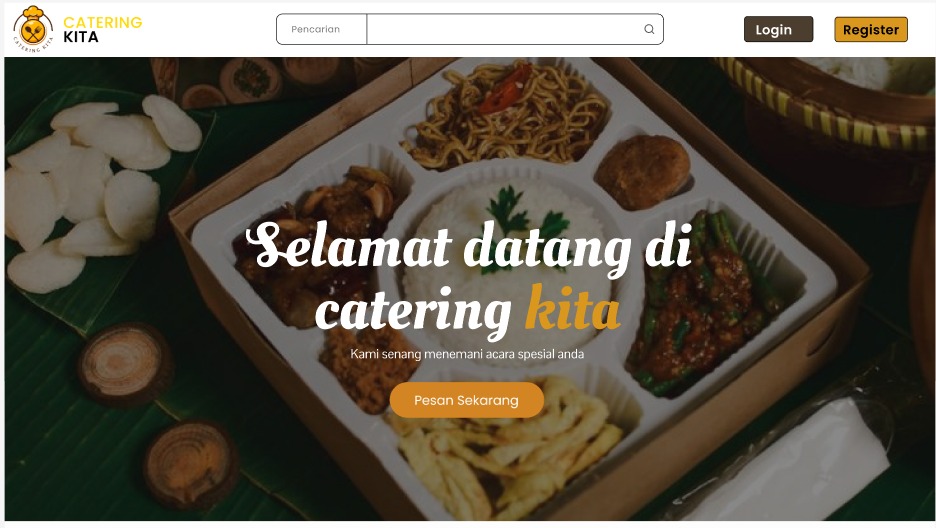 CATERING
KITA
CATERING KITA
Pencarian
Login
Register
Selamat datang di
catering kita
Kami senang menemani acara spesial anda
Pesan Sekarang